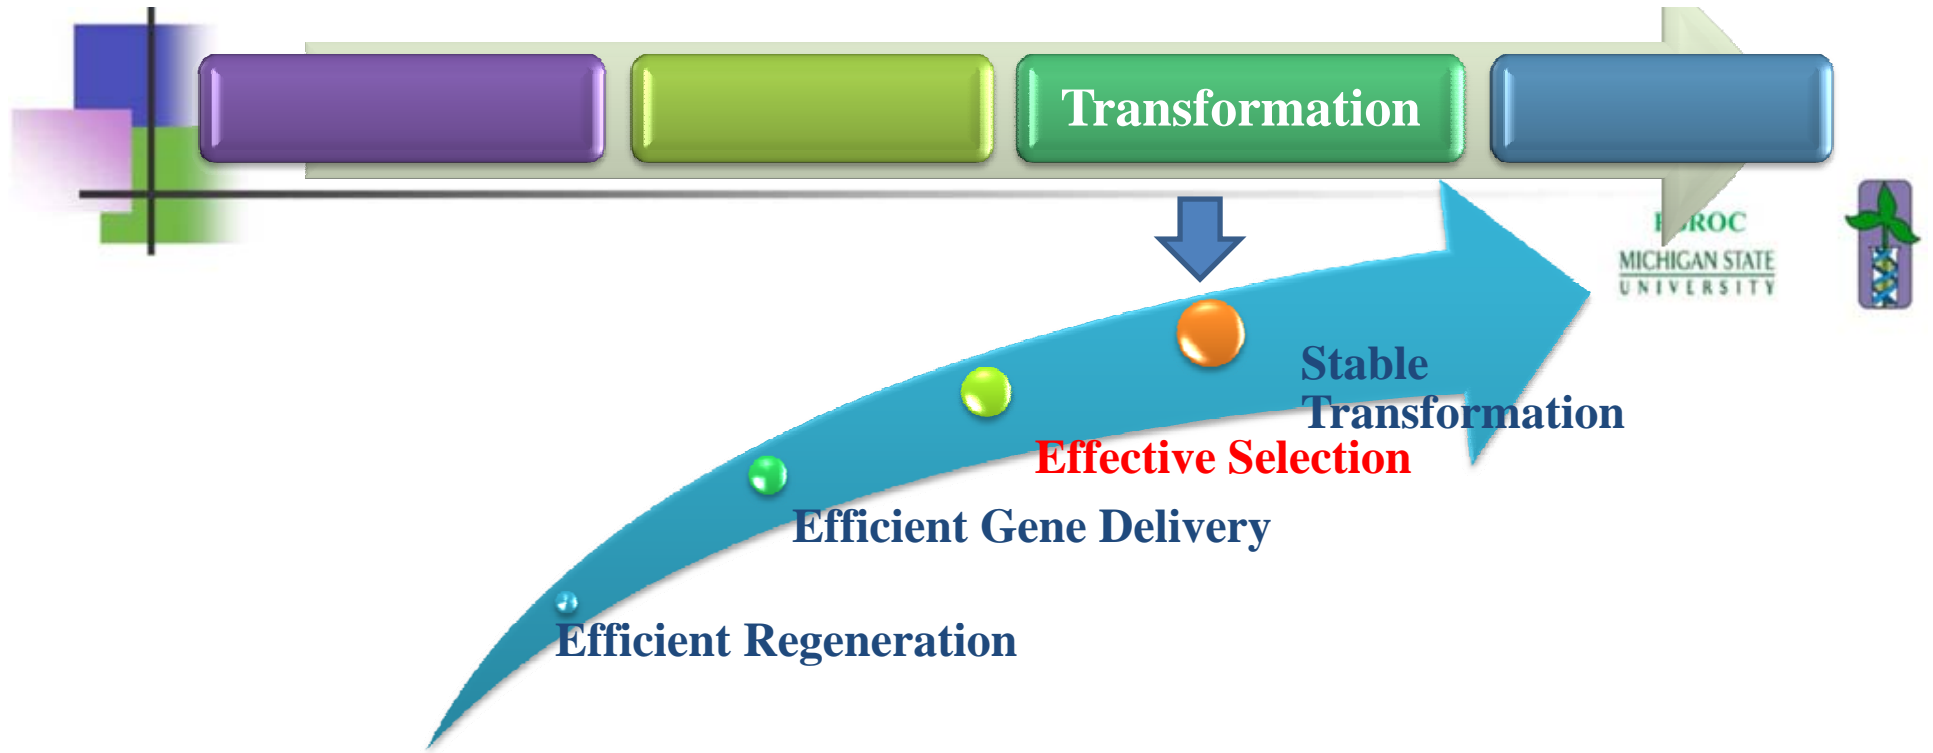 Transformation
MICHIGAN STATE
UNIVERSITY
Stable
Transformation
Effective Selection
Efficient Gene Delivery
Efficient Regeneration